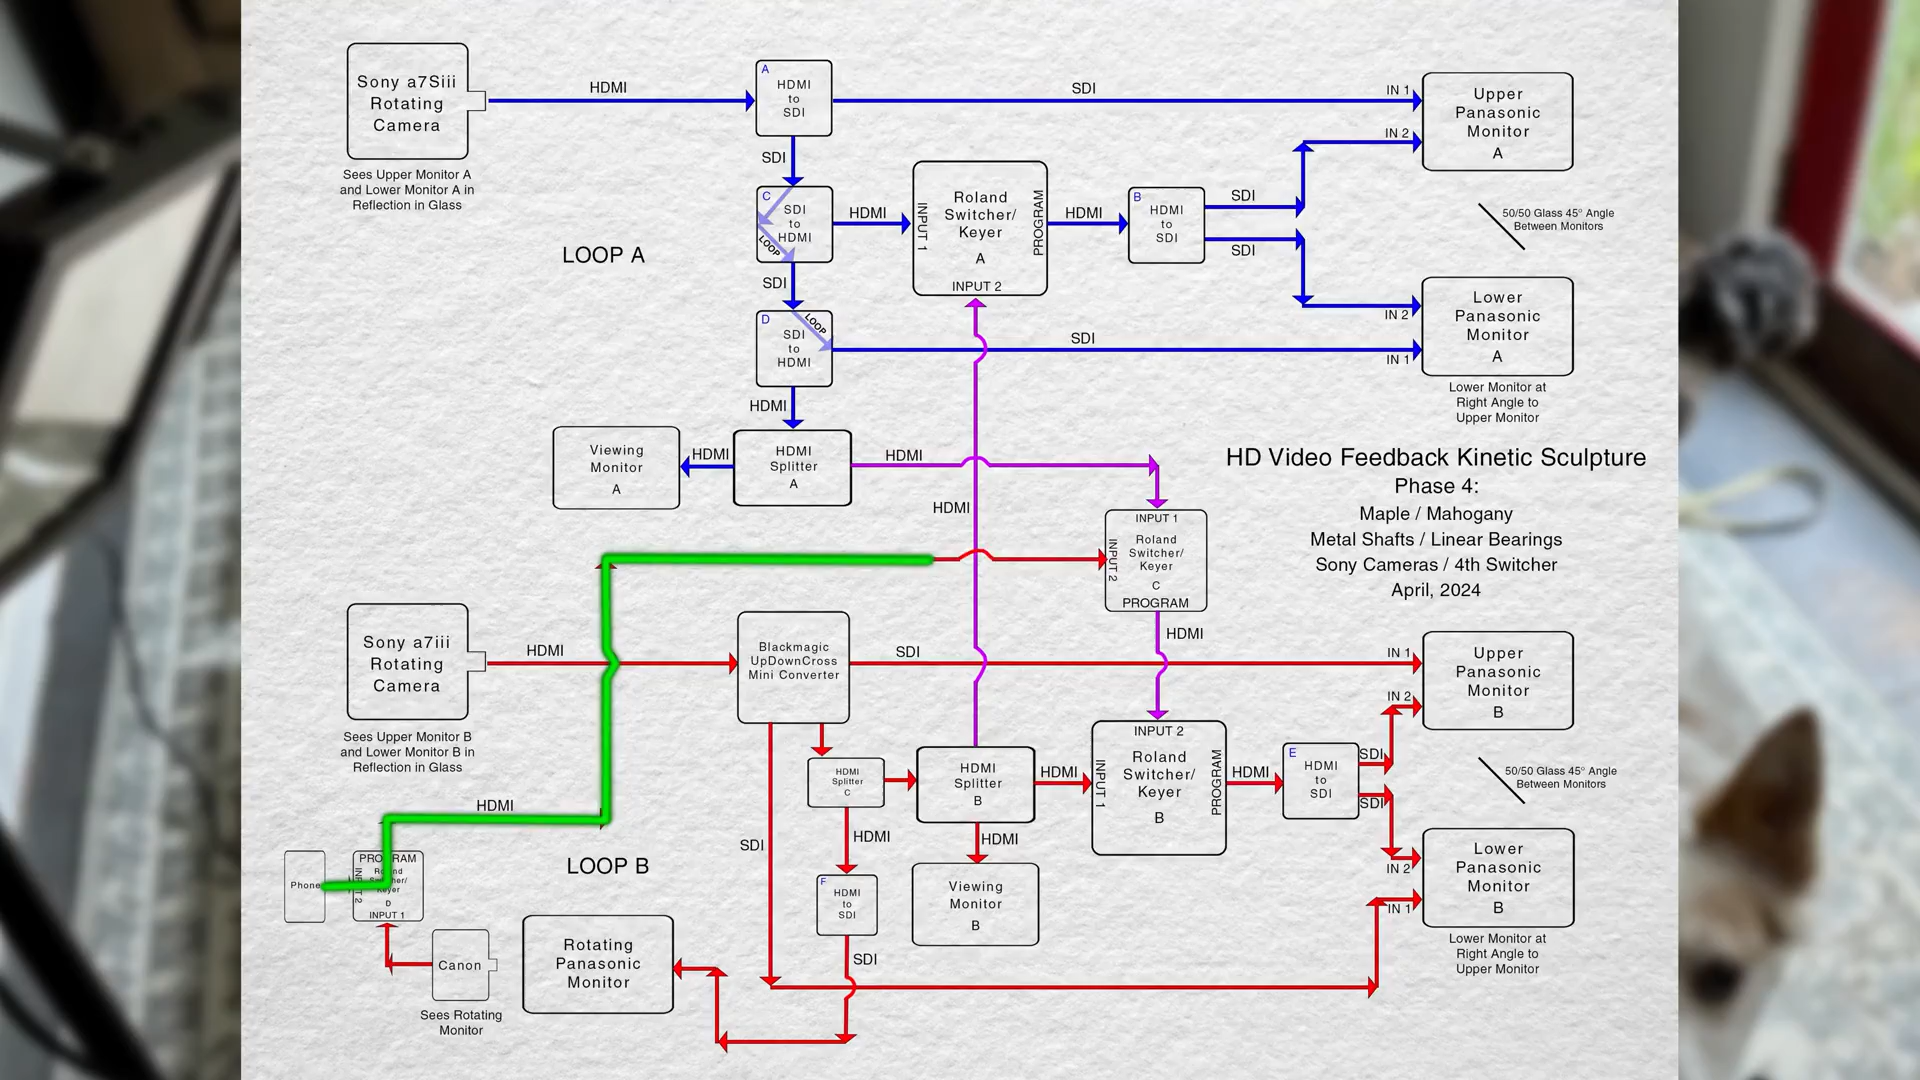 Sony a7Siii
Rotating
Camera
Sees Upper Monitor A
and Lower Monitor A in
Reflection in Glass
HDMI
A
HDMI
to
SDI
SDI
IN 1
Upper
Panasonic
Monitor
A
IN 2
SDI
C
SDI
to
HDMI
LOOP
HDMI
INPUT 1
Roland
Switcher/
Keyer
A
INPUT 2
PROGRAM
HDMI
B
HDMI
to
SDI
SDI
SDI
50/50 Glass 45° Angle
Between Monitors
LOOP A
SDI
D
LOOP
SDI
to
HDMI
SDI
IN 2
IN 1
Lower
Panasonic
Monitor
A
Lower Monitor at
Right Angle to
Upper Monitor
HDMI
Viewing
Monitor
A
HDMI
HDMI
Splitter
A
HDMI
HDMI
HD Video Feedback Kinetic Sculpture
Phase 4:
Maple / Mahogany
Metal Shafts / Linear Bearings
Sony Cameras / 4th Switcher
April, 2024
INPUT 1
INPUT 2
Roland
Switcher/
Keyer
C
PROGRAM
HDMI
Sony a7iii
Rotating
Camera
Sees Upper Monitor B
and Lower Monitor B in
Reflection in Glass
HDMI
Blackmagic
UpDownCross
Mini Converter
SDI
IN 1
Upper
Panasonic
Monitor
B
IN 2
HDMI
Splitter
C
HDMI
Splitter
B
HDMI
INPUT 2
INPUT 1
Roland
Switcher/
Keyer
B
PROGRAM
HDMI
E
HDMI
to
SDI
SDI
SDI
50/50 Glass 45° Angle
Between Monitors
HDMI
SDI
HDMI
HDMI
IN 2
IN 1
Lower
Panasonic
Monitor
B
Lower Monitor at
Right Angle to
Upper Monitor
LOOP B
Phone
PROGRAM
Keyer
D
INPUT 1
F
HDMI
to
SDI
Viewing
Monitor
B
Canon
Sees Rotating
Monitor
Rotating
Panasonic
Monitor
SDI